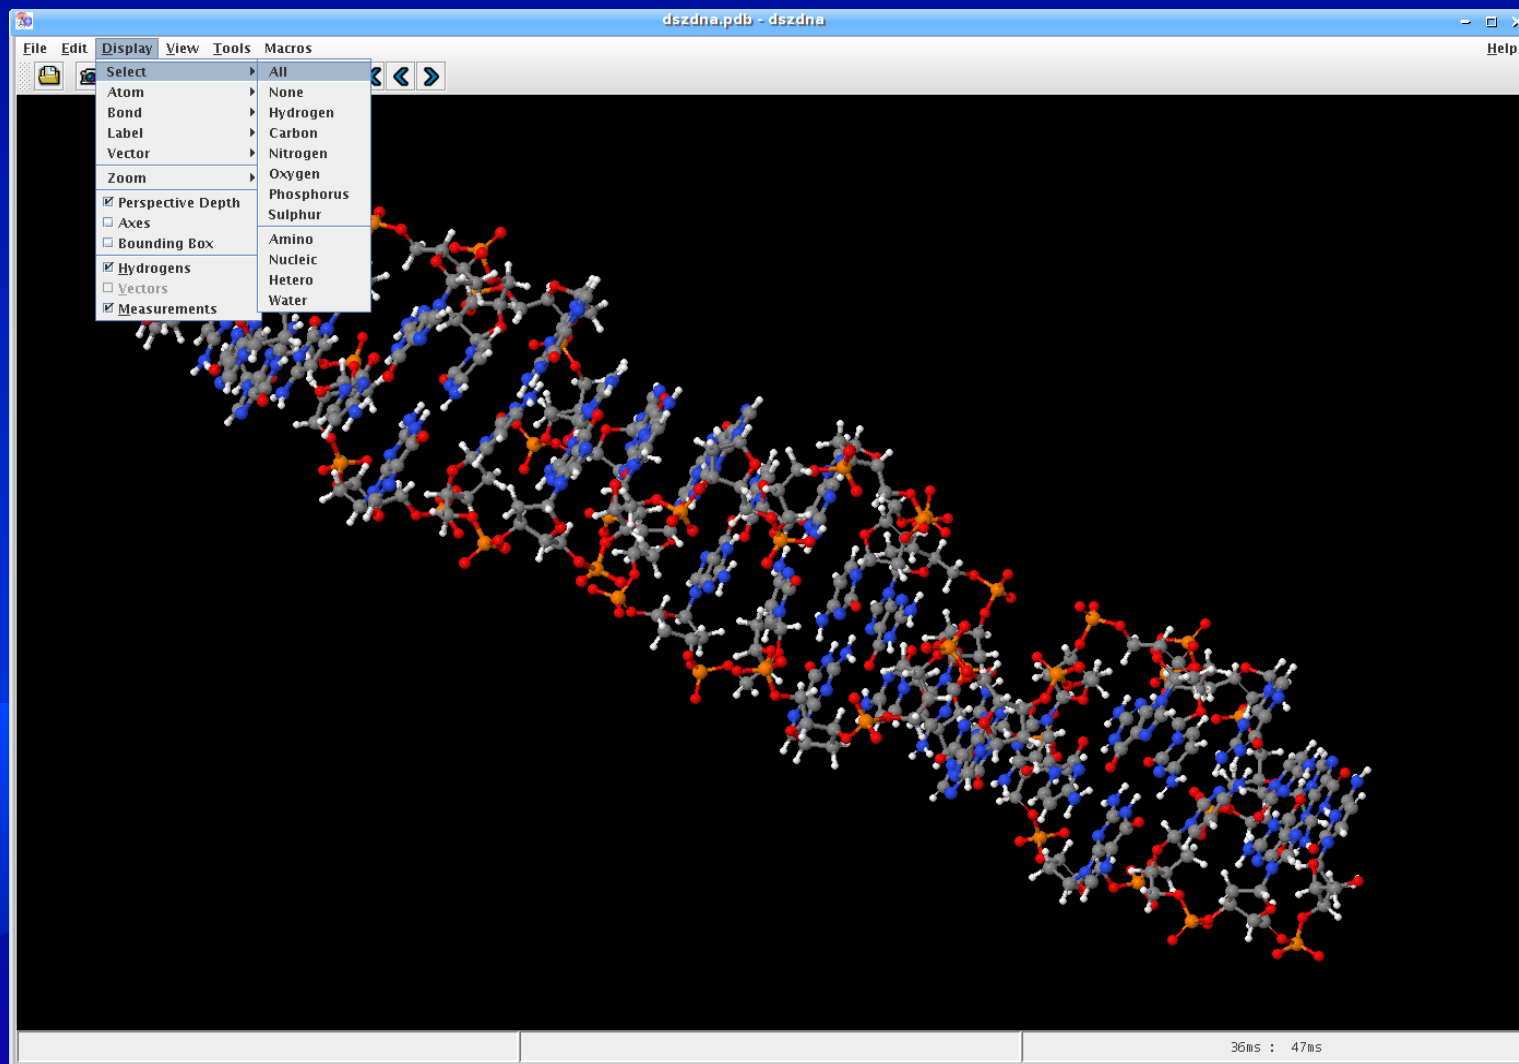 dszdna.pdb - dszdna
File Edit Display View Tools Macros Help
Select
Atom
Bond
Label
Vector
Zoom
Perspective Depth
Axes
Bounding Box
Hydrogens
Vectors
Measurements
All
None
Hydrogen
Carbon
Nitrogen
Oxygen
Phosphorus
Sulphur
Amino
Nucleic
Hetero
Water
36ms : 47ms